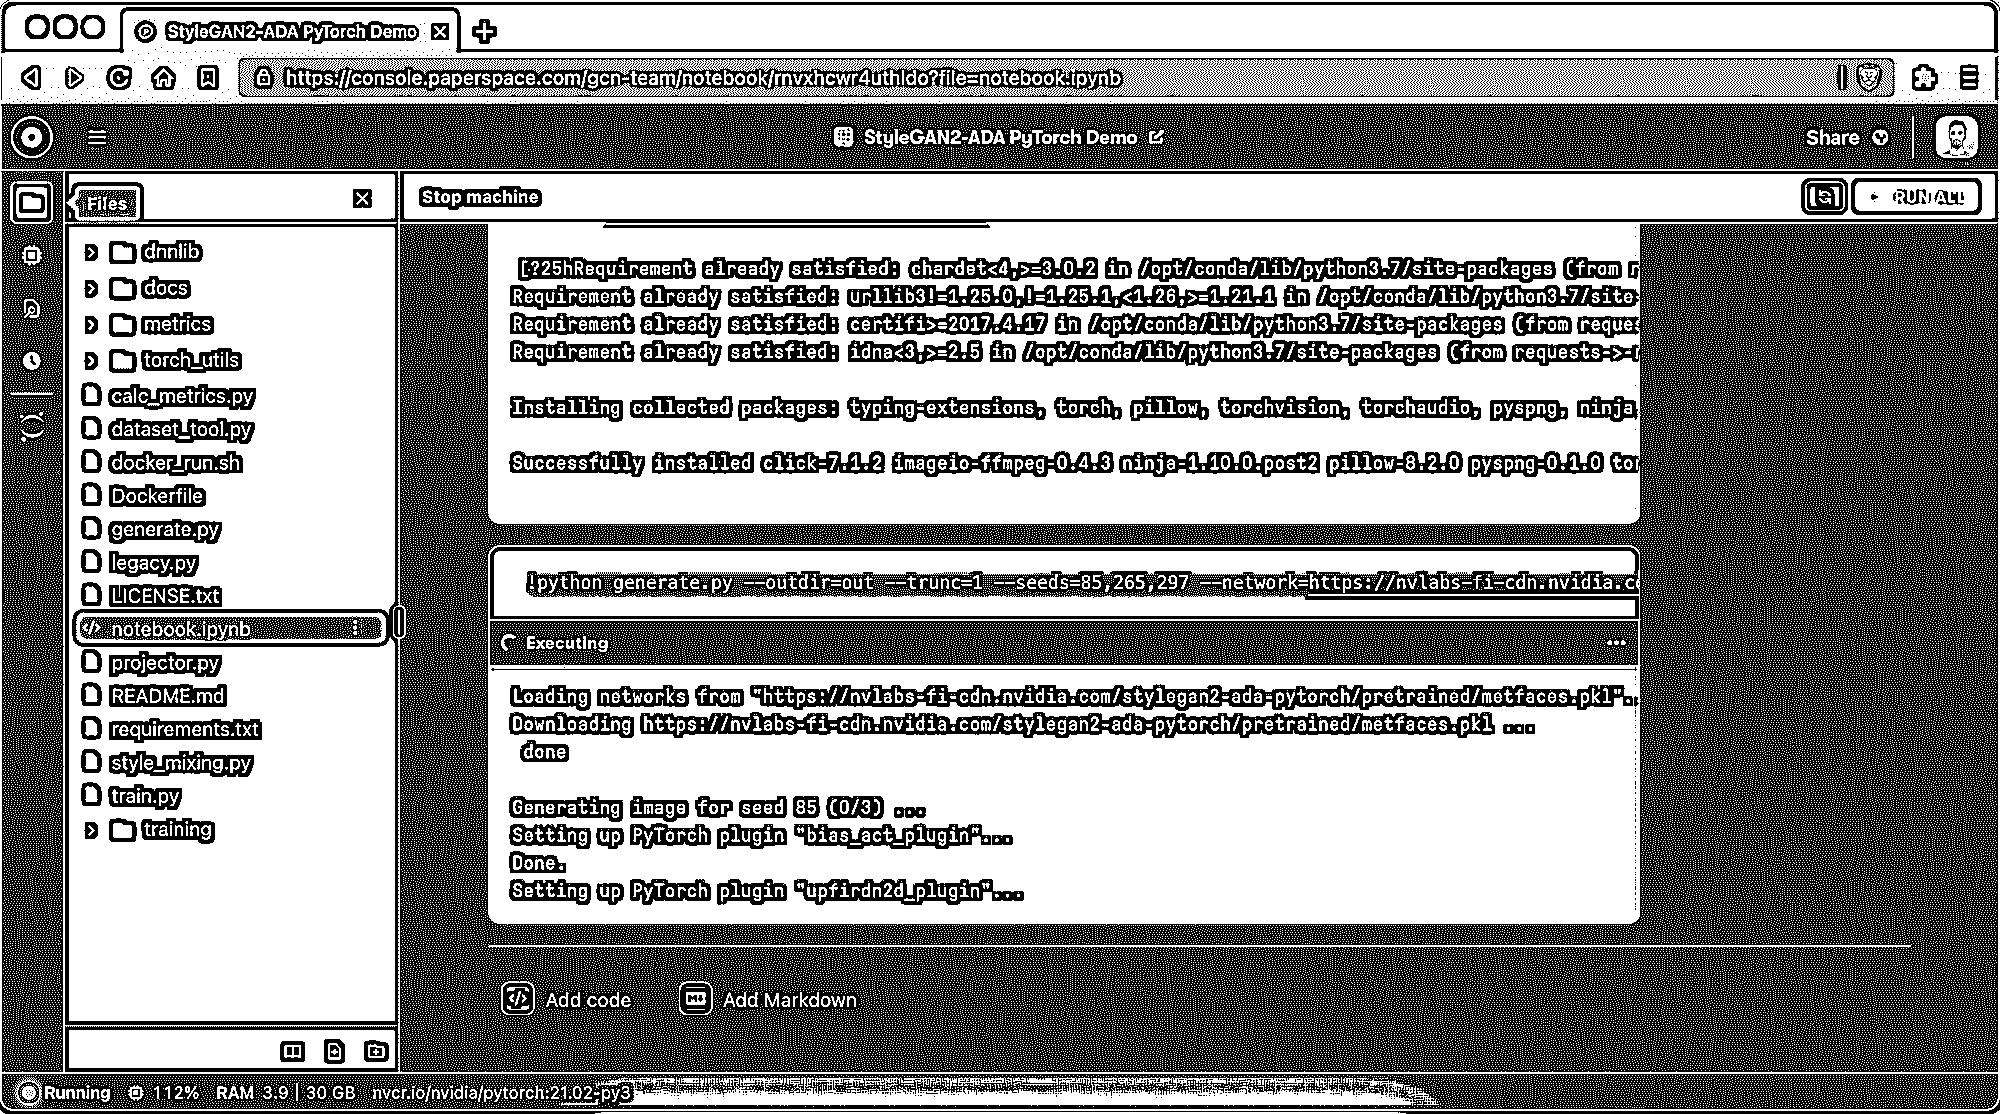 StyleGAN2-ADA PyTorch Demo
https://console.paperspace.com/gcn-team/notebook/rnvxhcwr4uthldo?file=notebook.ipynb
StyleGAN2-ADA PyTorch Demo
Share
Files
Stop machine
RUN ALL
dnnlib
docs
metrics
torch_utils
calc_metrics.py
dataset_tool.py
docker_run.sh
Dockerfile
generate.py
legacy.py
LICENSE.txt
notebook.ipynb
projector.py
README.md
requirements.txt
style_mixing.py
train.py
training
[?25hRequirement already satisfied: chardet<4,>=3.0.2 in /opt/conda/lib/python3.7/site-packages (from r
Requirement already satisfied: urllib3!=1.25.0,!=1.25.1,<1.26,>=1.21.1 in /opt/conda/lib/python3.7/site-
Requirement already satisfied: certifi>=2017.4.17 in /opt/conda/lib/python3.7/site-packages (from reques
Requirement already satisfied: idna<3,>=2.5 in /opt/conda/lib/python3.7/site-packages (from requests->-r
Installing collected packages: typing-extensions, torch, pillow, torchvision, torchaudio, pyspng, ninja,
Successfully installed click-7.1.2 imageio-ffmpeg-0.4.3 ninja-1.10.0.post2 pillow-8.2.0 pyspng-0.1.0 tor
!python generate.py --outdir=out --trunc=1 --seeds=85,265,297 --network=https://nvlabs-fi-cdn.nvidia.co
Executing
Loading networks from "https://nvlabs-fi-cdn.nvidia.com/stylegan2-ada-pytorch/pretrained/metfaces.pkl"..
Downloading https://nvlabs-fi-cdn.nvidia.com/stylegan2-ada-pytorch/pretrained/metfaces.pkl ...
done
Generating image for seed 85 (0/3) ...
Setting up PyTorch plugin "bias_act_plugin"...
Done.
Setting up PyTorch plugin "upfirdn2d_plugin"...
Add code
Add Markdown
Running 112% RAM 3.9 | 30 GB nvcr.io/nvidia/pytorch:21.02-py3